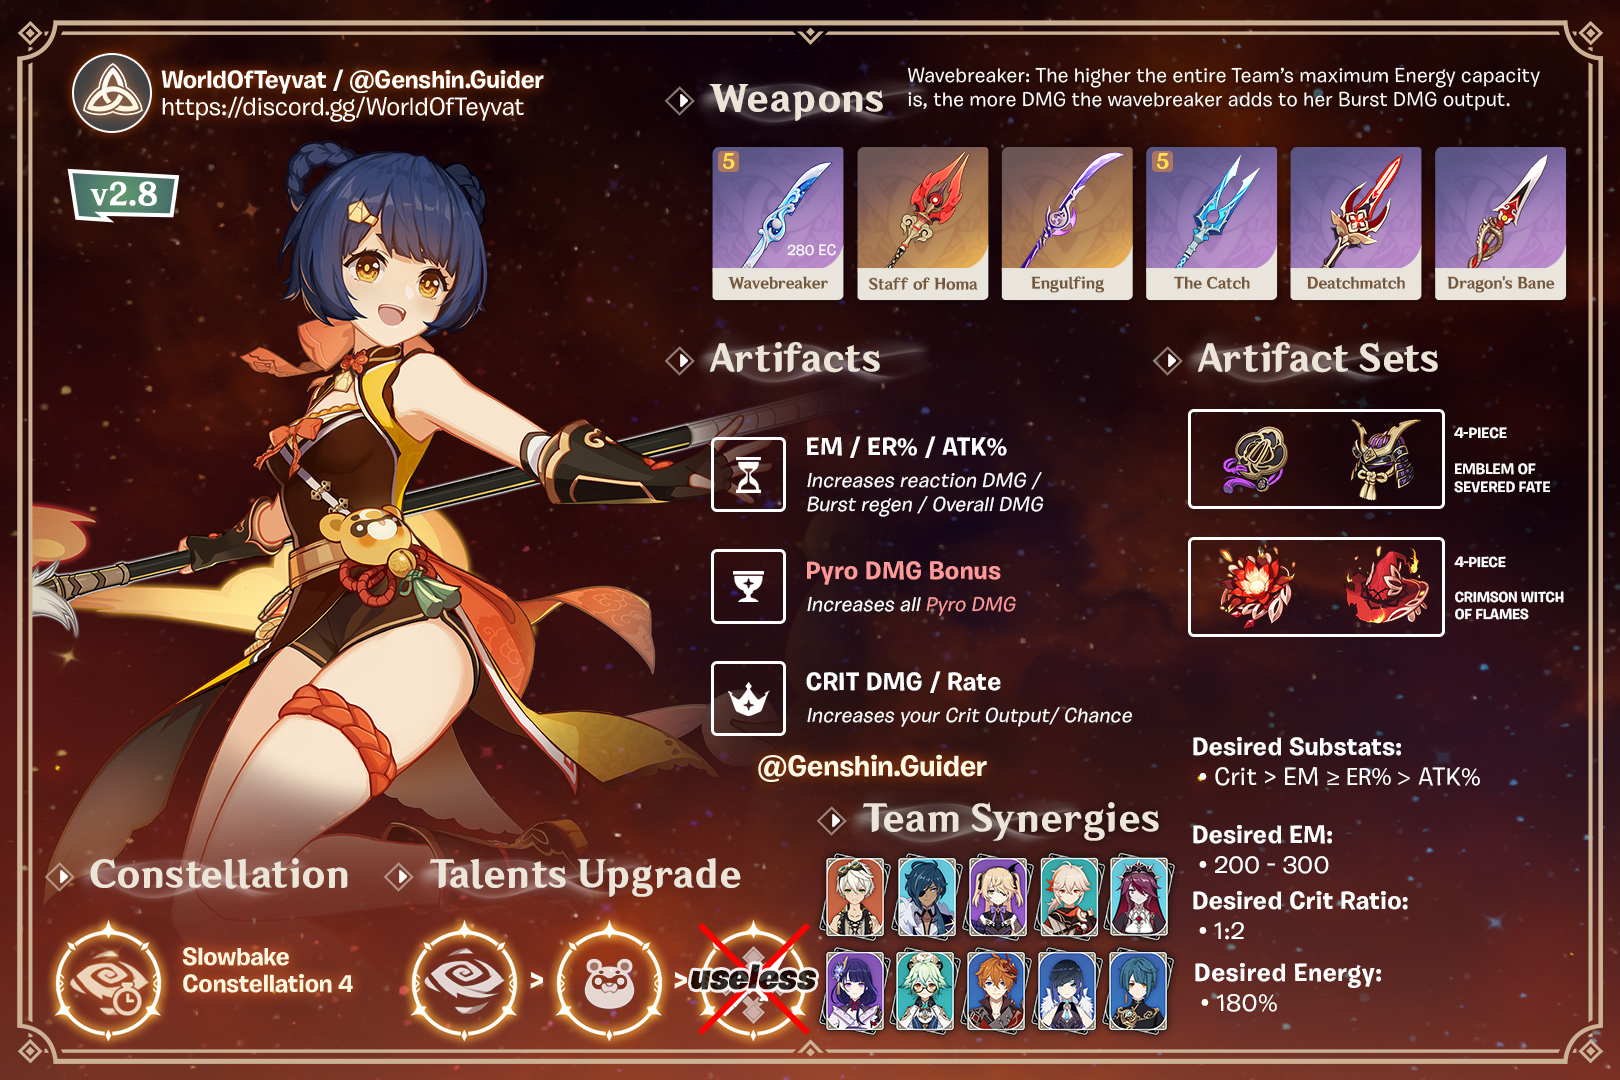 WorldOfTeyvat / @Genshin.Guider
https://discord.gg/WorldOfTeyvat
v2.8
Weapons
Wavebreaker: The higher the entire Team's maximum Energy capacity
is, the more DMG the wavebreaker adds to her Burst DMG output.
5
280 EC
Wavebreaker
Staff of Homa
Engulfing
5
The Catch
Deatchmatch
Dragon's Bane
Artifacts
EM / ER% / ATK%
Increases reaction DMG /
Burst regen / Overall DMG
Pyro DMG Bonus
Increases all Pyro DMG
CRIT DMG / Rate
Increases your Crit Output/ Chance
@Genshin.Guider
Artifact Sets
4-PIECE
EMBLEM OF
SEVERED FATE
4-PIECE
CRIMSON WITCH
OF FLAMES
Desired Substats:
• Crit > EM ≥ ER% > ATK%
Desired EM:
• 200 - 300
Desired Crit Ratio:
• 1:2
Desired Energy:
• 180%
Team Synergies
Constellation
Slowbake
Constellation 4
Talents Upgrade
> > useless